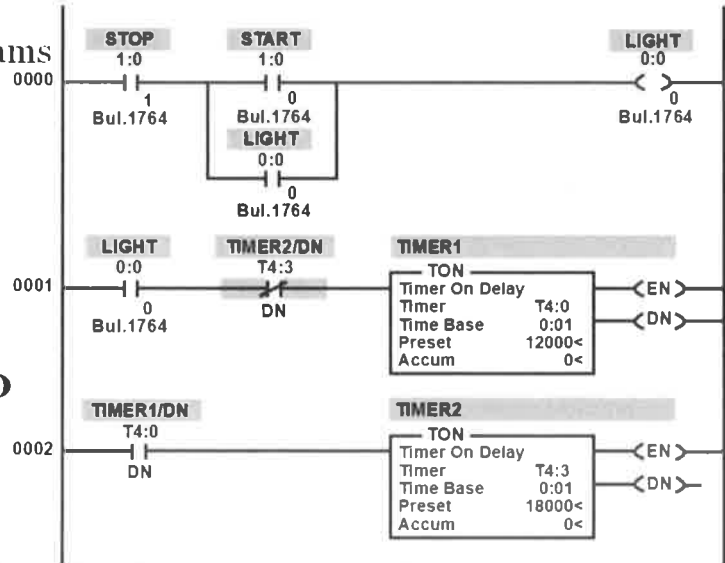 ams
STOP START LIGHT
1:0 1:0 0:0
0000
1 0 0
Bul.1764 Bul.1764 Bul.1764
LIGHT
0:0
0
Bul.1764
LIGHT TIMER2/DN TIMER1
0:0 T4:3 TON
0001
0 DN
Bul.1764
Timer On Delay EN
Timer T4:0
Time Base 0:01 DN
Preset 12000<
Accum 0<
TIMER1/DN TIMER2
T4:0 TON
0002
DN
Timer On Delay EN
Timer T4:3
Time Base 0:01 DN
Preset 18000<
Accum 0<